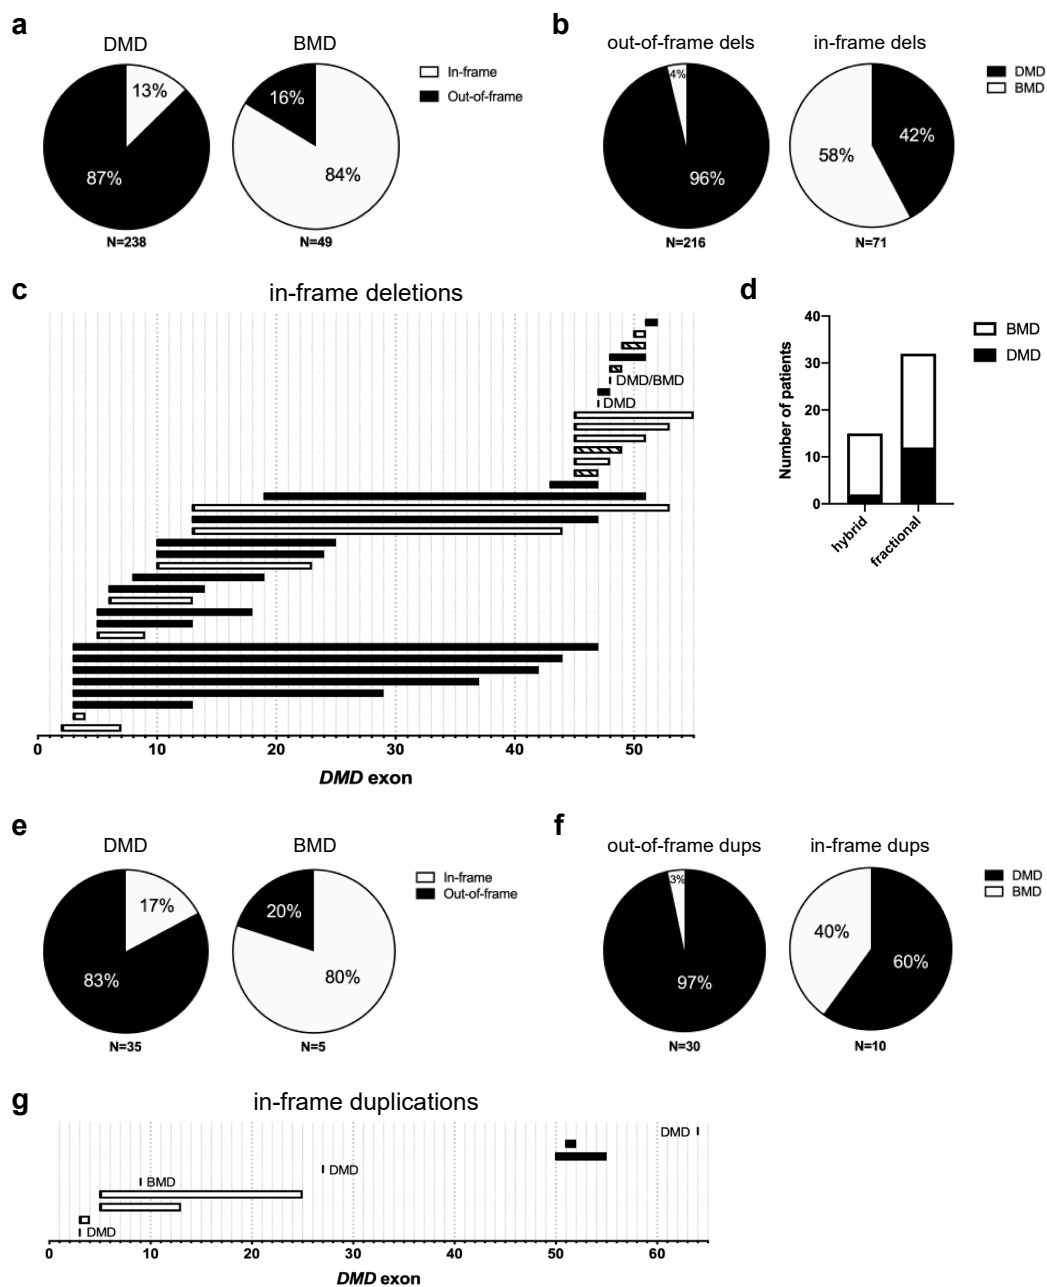 a
DMD
BMD
13%
87%
N=238
16%
84%
N=49
In-frame
Out-of-frame
b
out-of-frame dels
in-frame dels
4%
96%
N=216
58%
42%
N=71
DMD
BMD
c
in-frame deletions
DMD/BMD
DMD
0 10 20 30 40 50
DMD exon
d
Number of patients
40
30
20
10
0
hybrid
fractional
BMD
DMD
e
DMD
BMD
17%
83%
N=35
20%
80%
N=5
In-frame
Out-of-frame
f
out-of-frame dups
in-frame dups
3%
97%
N=30
40%
60%
N=10
DMD
BMD
g
in-frame duplications
DMD
DMD
BMD
DMD
0 10 20 30 40 50 60
DMD exon